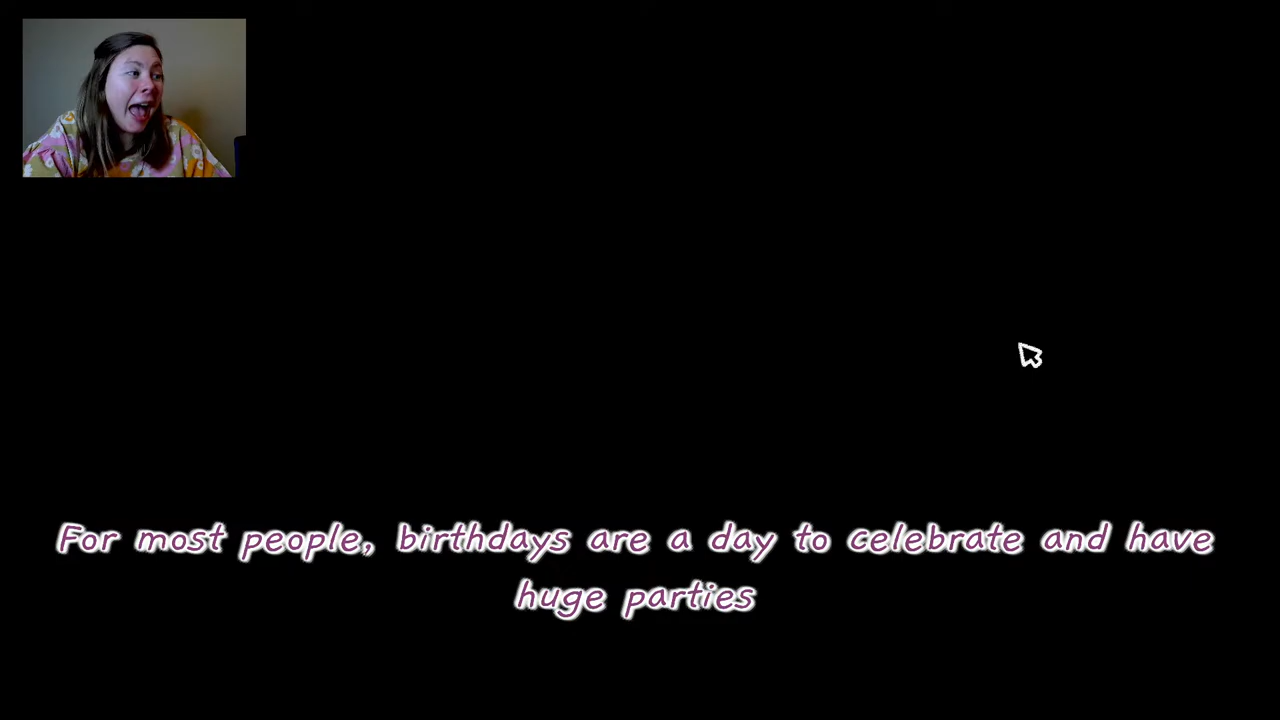 For most people, birthdays are a day to celebrate and have
huge parties